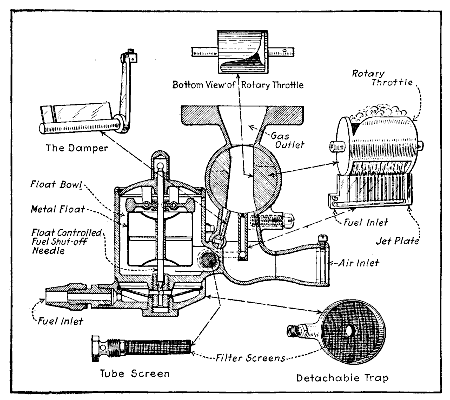 Bottom View of Rotary Throttle
Rotary
Throttle
The Damper
Gas
Outlet
Float Bowl
Metal Float
Float Controlled
Fuel Shut-off
Needle
Fuel Inlet
Jet Plate
Air Inlet
Fuel Inlet
Filter Screens
Tube Screen
Detachable Trap